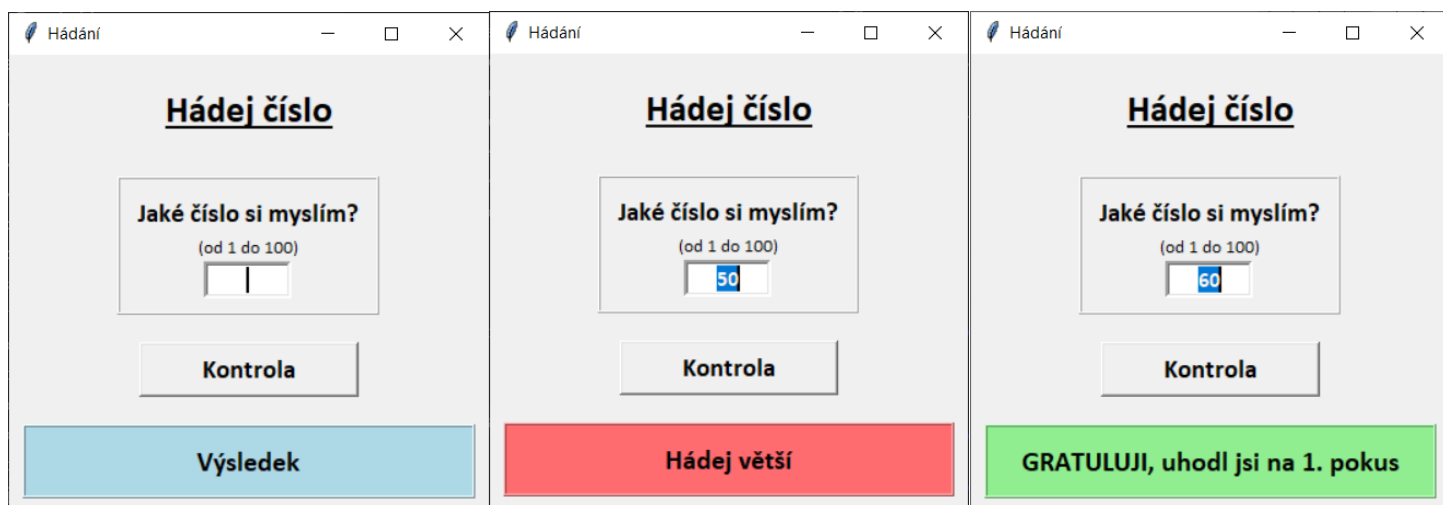 Hádání
Hádej číslo
Jaké číslo si myslím?
(od 1 do 100)
Kontrola
Výsledek
Hádání
Hádej číslo
Jaké číslo si myslím?
(od 1 do 100)
50
Kontrola
Hádej větší
Hádání
Hádej číslo
Jaké číslo si myslím?
(od 1 do 100)
60
Kontrola
GRATULUJI, uhodl jsi na 1. pokus